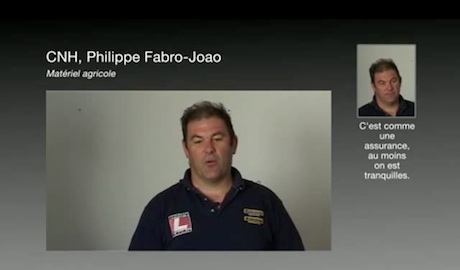 CNH, Philippe Fabro-Joao
Matériel agricole
C'est comme
une
assurance,
au moins
on est
tranquilles.
L